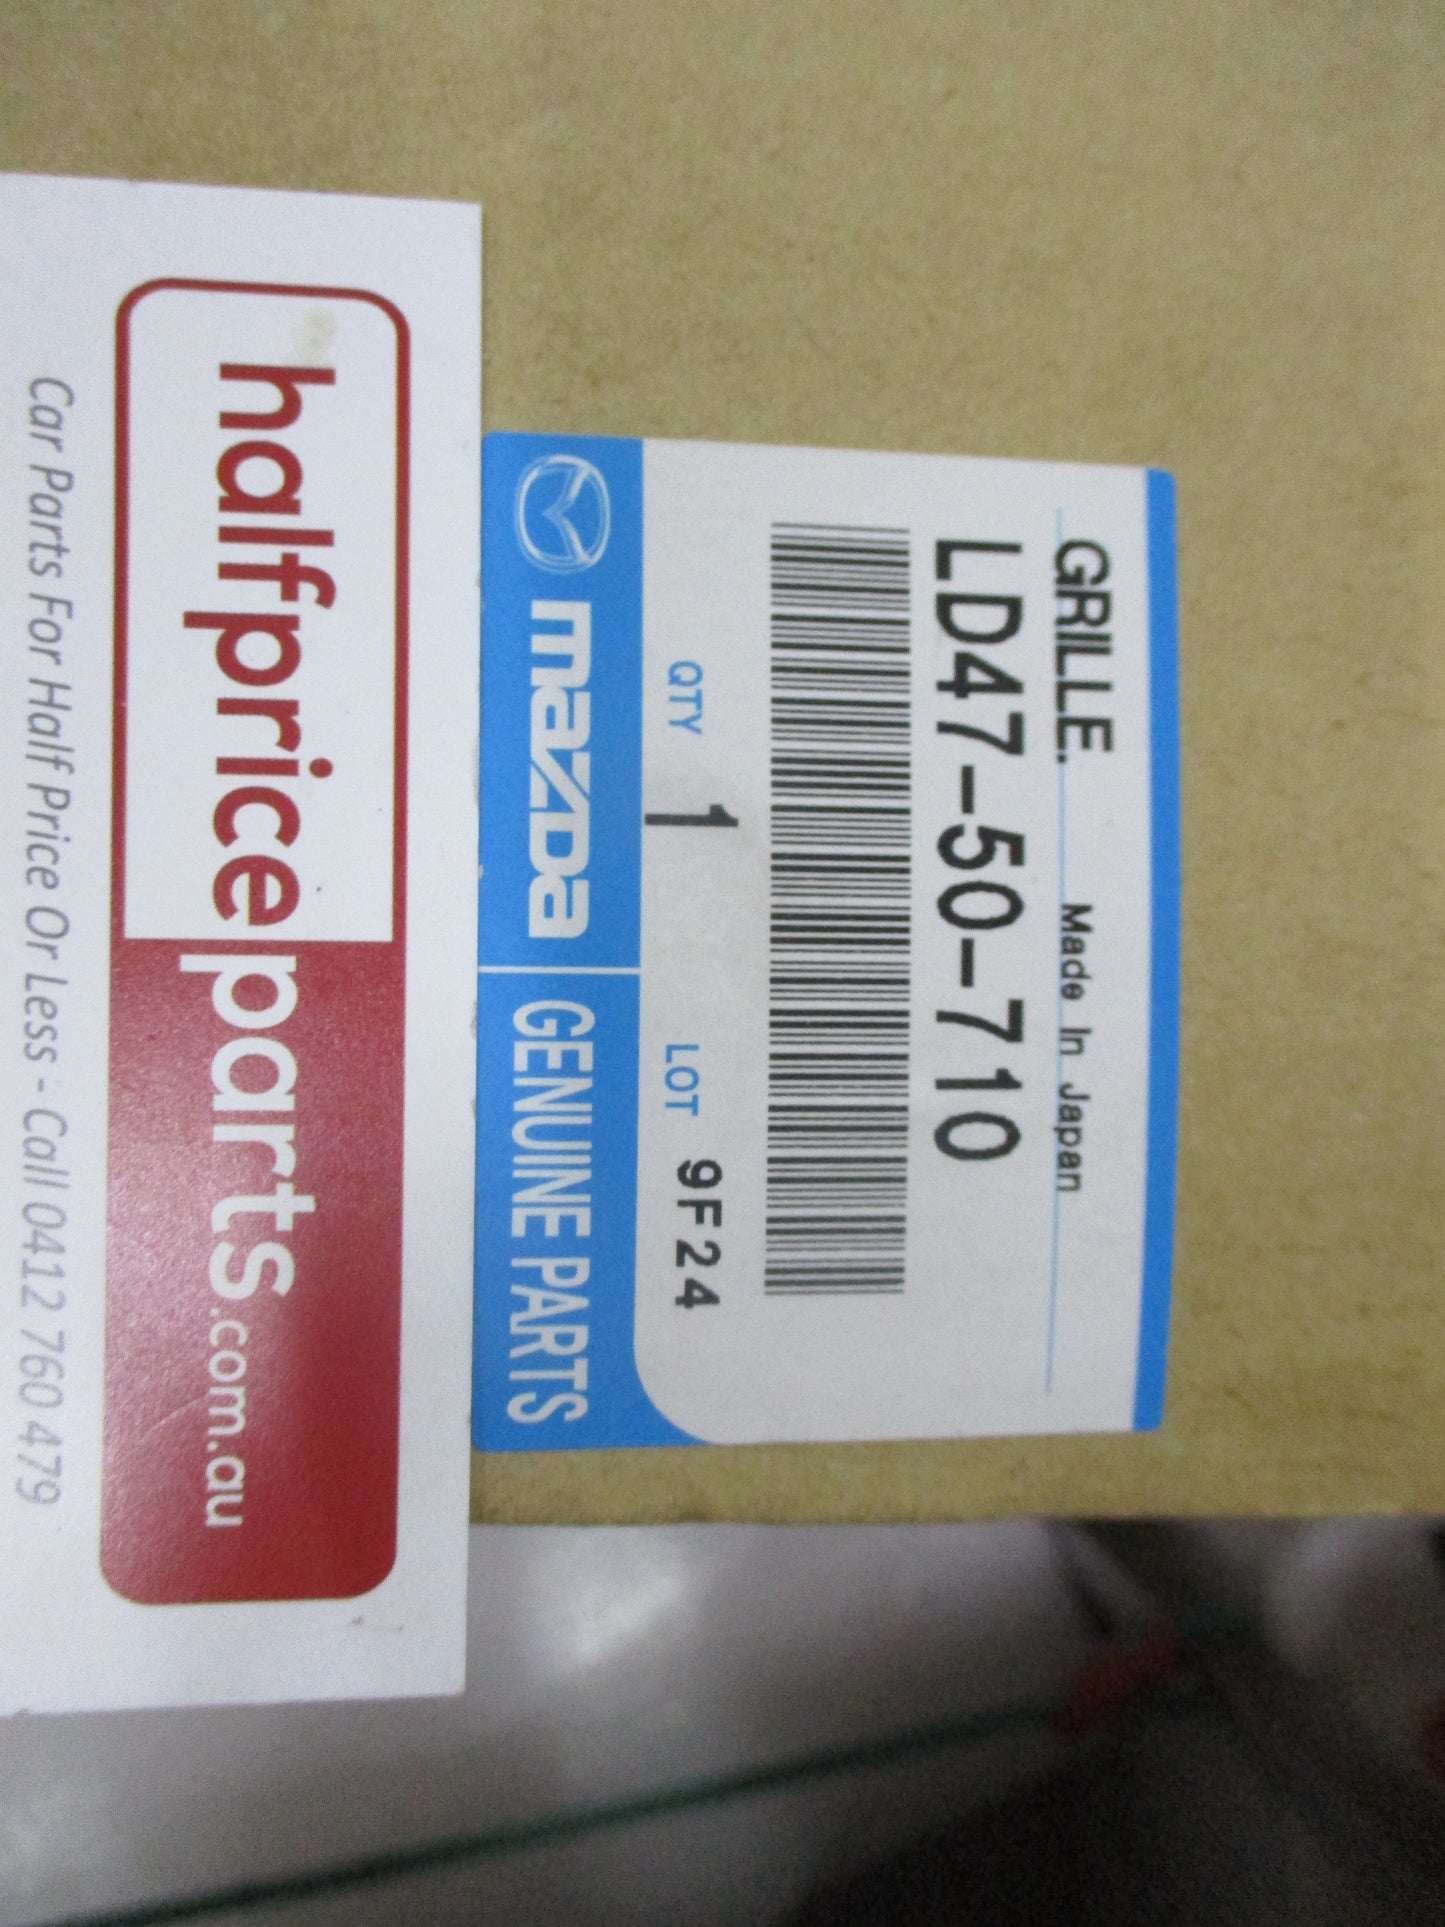 GRILLE.
Made In Japan
LD47-50-710
QTY 1
LOT 9F24
mazda GENUINE PARTS
halfpriceparts.com.au
Car Parts For Half Price Or Less - Call 0412 760 479